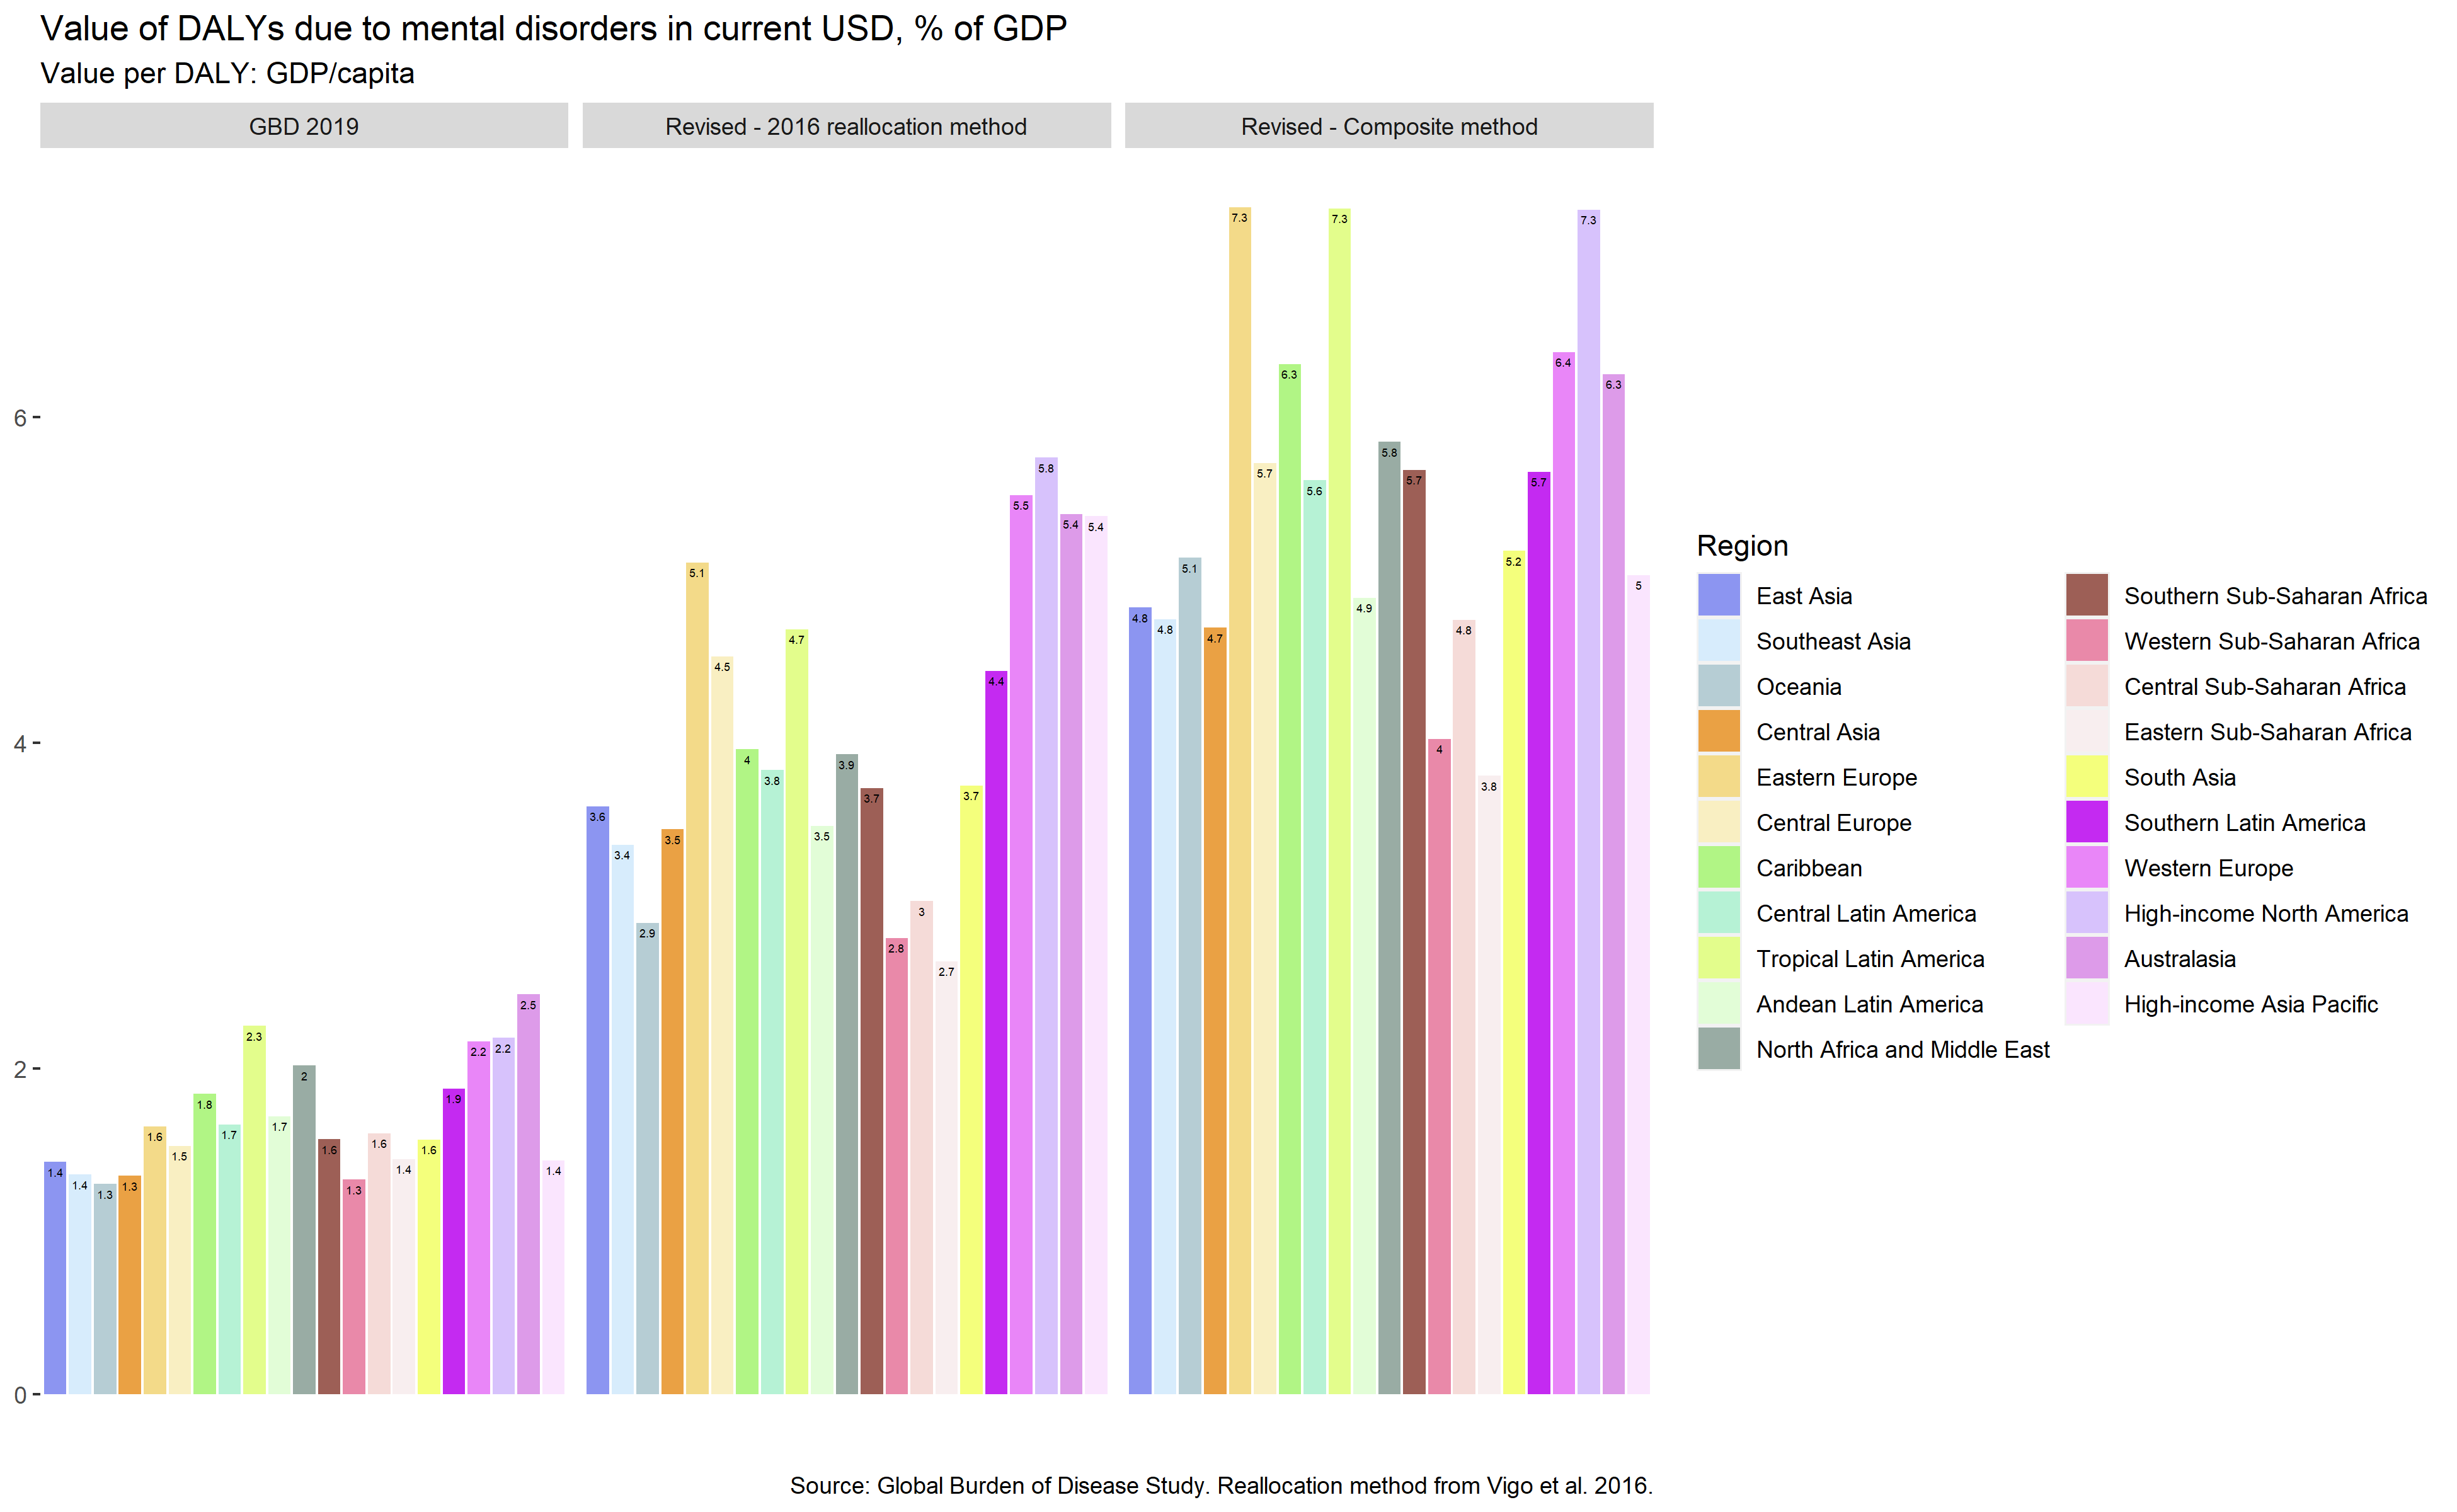 Value of DALYs due to mental disorders in current USD, % of GDP
Value per DALY: GDP/capita
GBD 2019
Revised - 2016 reallocation method
Revised - Composite method
6
4
2
0
1.4
1.4
1.3
1.3
1.6
1.5
1.8
1.7
2.3
1.7
2
1.6
1.3
1.6
1.4
1.6
1.9
2.2
2.2
2.5
1.4
3.6
3.4
2.9
3.5
5.1
4.5
4
3.8
4.7
3.5
3.9
3.7
2.8
3
2.7
3.7
4.4
5.5
5.8
5.4
5.4
4.8
4.8
5.1
4.7
7.3
5.7
6.3
5.6
7.3
4.9
5.8
5.7
4
4.8
3.8
5.2
5.7
6.4
7.3
6.3
5
Region
East Asia
Southeast Asia
Oceania
Central Asia
Eastern Europe
Central Europe
Caribbean
Central Latin America
Tropical Latin America
Andean Latin America
North Africa and Middle East
Southern Sub-Saharan Africa
Western Sub-Saharan Africa
Central Sub-Saharan Africa
Eastern Sub-Saharan Africa
South Asia
Southern Latin America
Western Europe
High-income North America
Australasia
High-income Asia Pacific
Source: Global Burden of Disease Study. Reallocation method from Vigo et al. 2016.